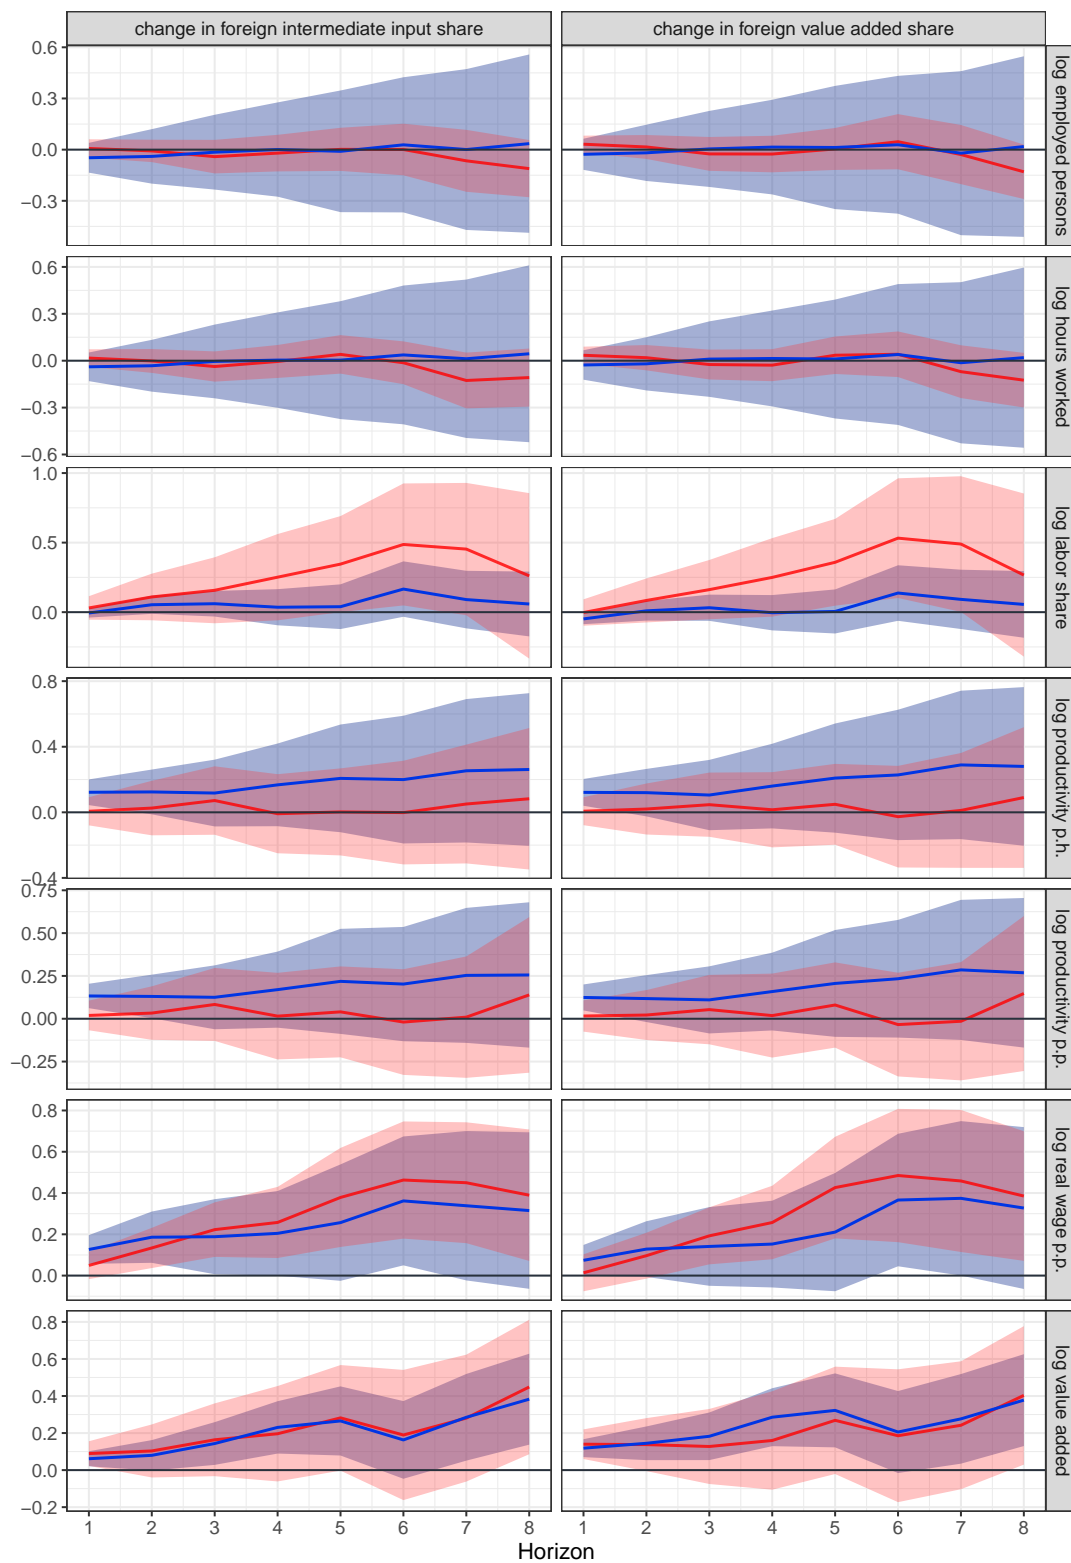 change in foreign intermediate input share
change in foreign value added share
0.6
0.3
0.0
−0.3
log employed persons
0.6
0.3
0.0
−0.3
−0.6
log hours worked
1.0
0.5
0.0
log labor share
0.8
0.4
0.0
−0.4
log productivity p.h.
0.75
0.50
0.25
0.00
−0.25
log productivity p.p.
0.8
0.6
0.4
0.2
0.0
log real wage p.p.
0.8
0.6
0.4
0.2
0.0
−0.2
log value added
1 2 3 4 5 6 7 8 1 2 3 4 5 6 7 8
Horizon